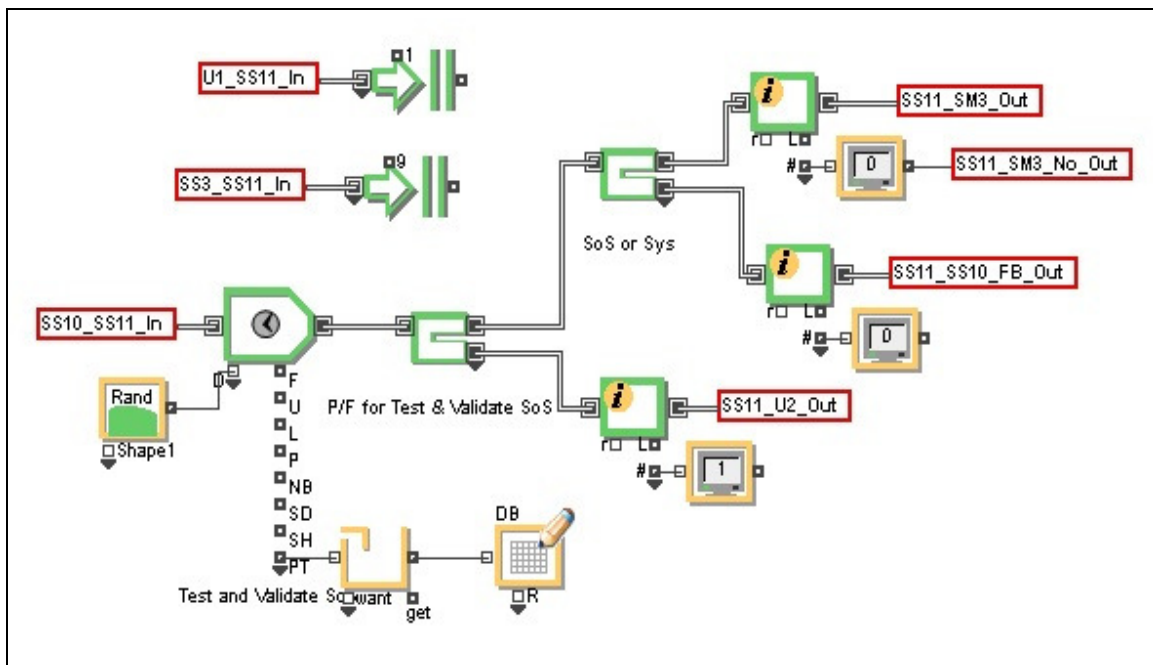 1
U1_SS11_In
9
SS3_SS11_In
SS11_SM3_Out
r L
# 0
SS11_SM3_No_Out
SoS or Sys
SS11_SS10_FB_Out
r L
# 0
SS10_SS11_In
D
F
U
L
P
NB
SD
SH
PT
Rand
Shape1
P/F for Test & Validate SoS
SS11_U2_Out
r L
# 1
DB
Test and Validate
want
get
R